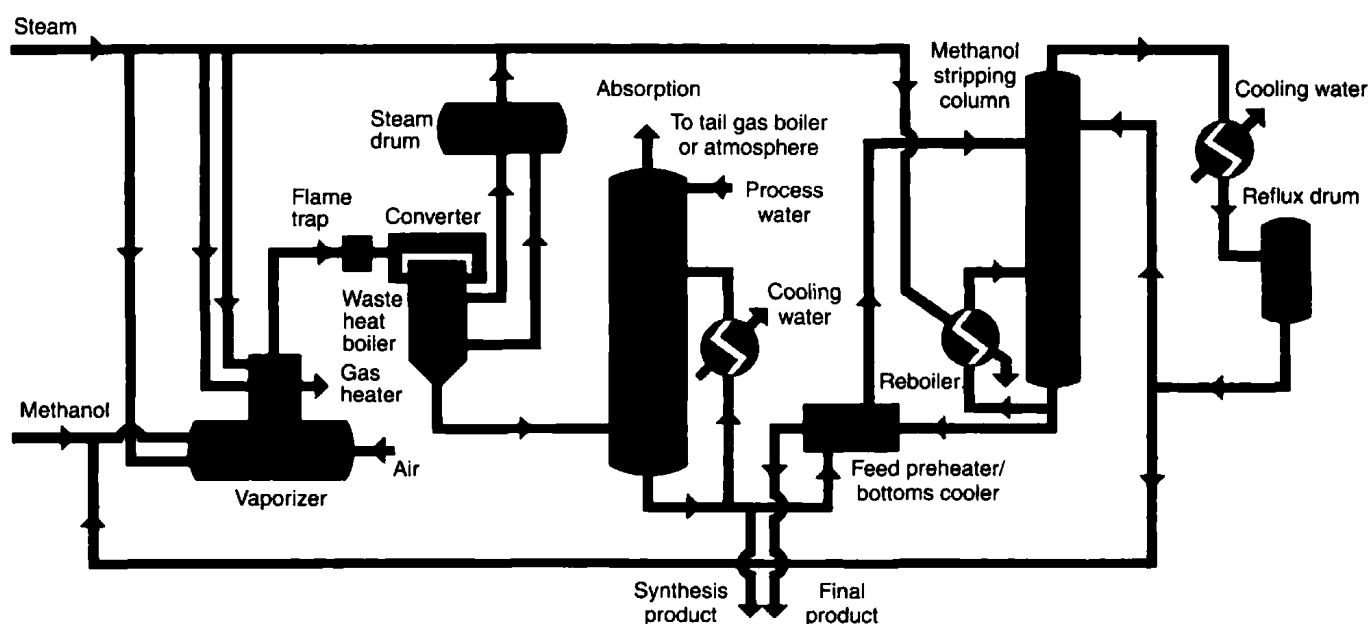 Steam
Methanol
stripping
column
Cooling water
Absorption
Steam
drum
To tail gas boiler
or atmosphere
Flame
trap
Converter
Process
water
Reflux drum
Waste
heat
boiler
Cooling
water
Gas
heater
Reboiler
Methanol
Air
Vaporizer
Feed preheater/
bottoms cooler
Synthesis
product
Final
product